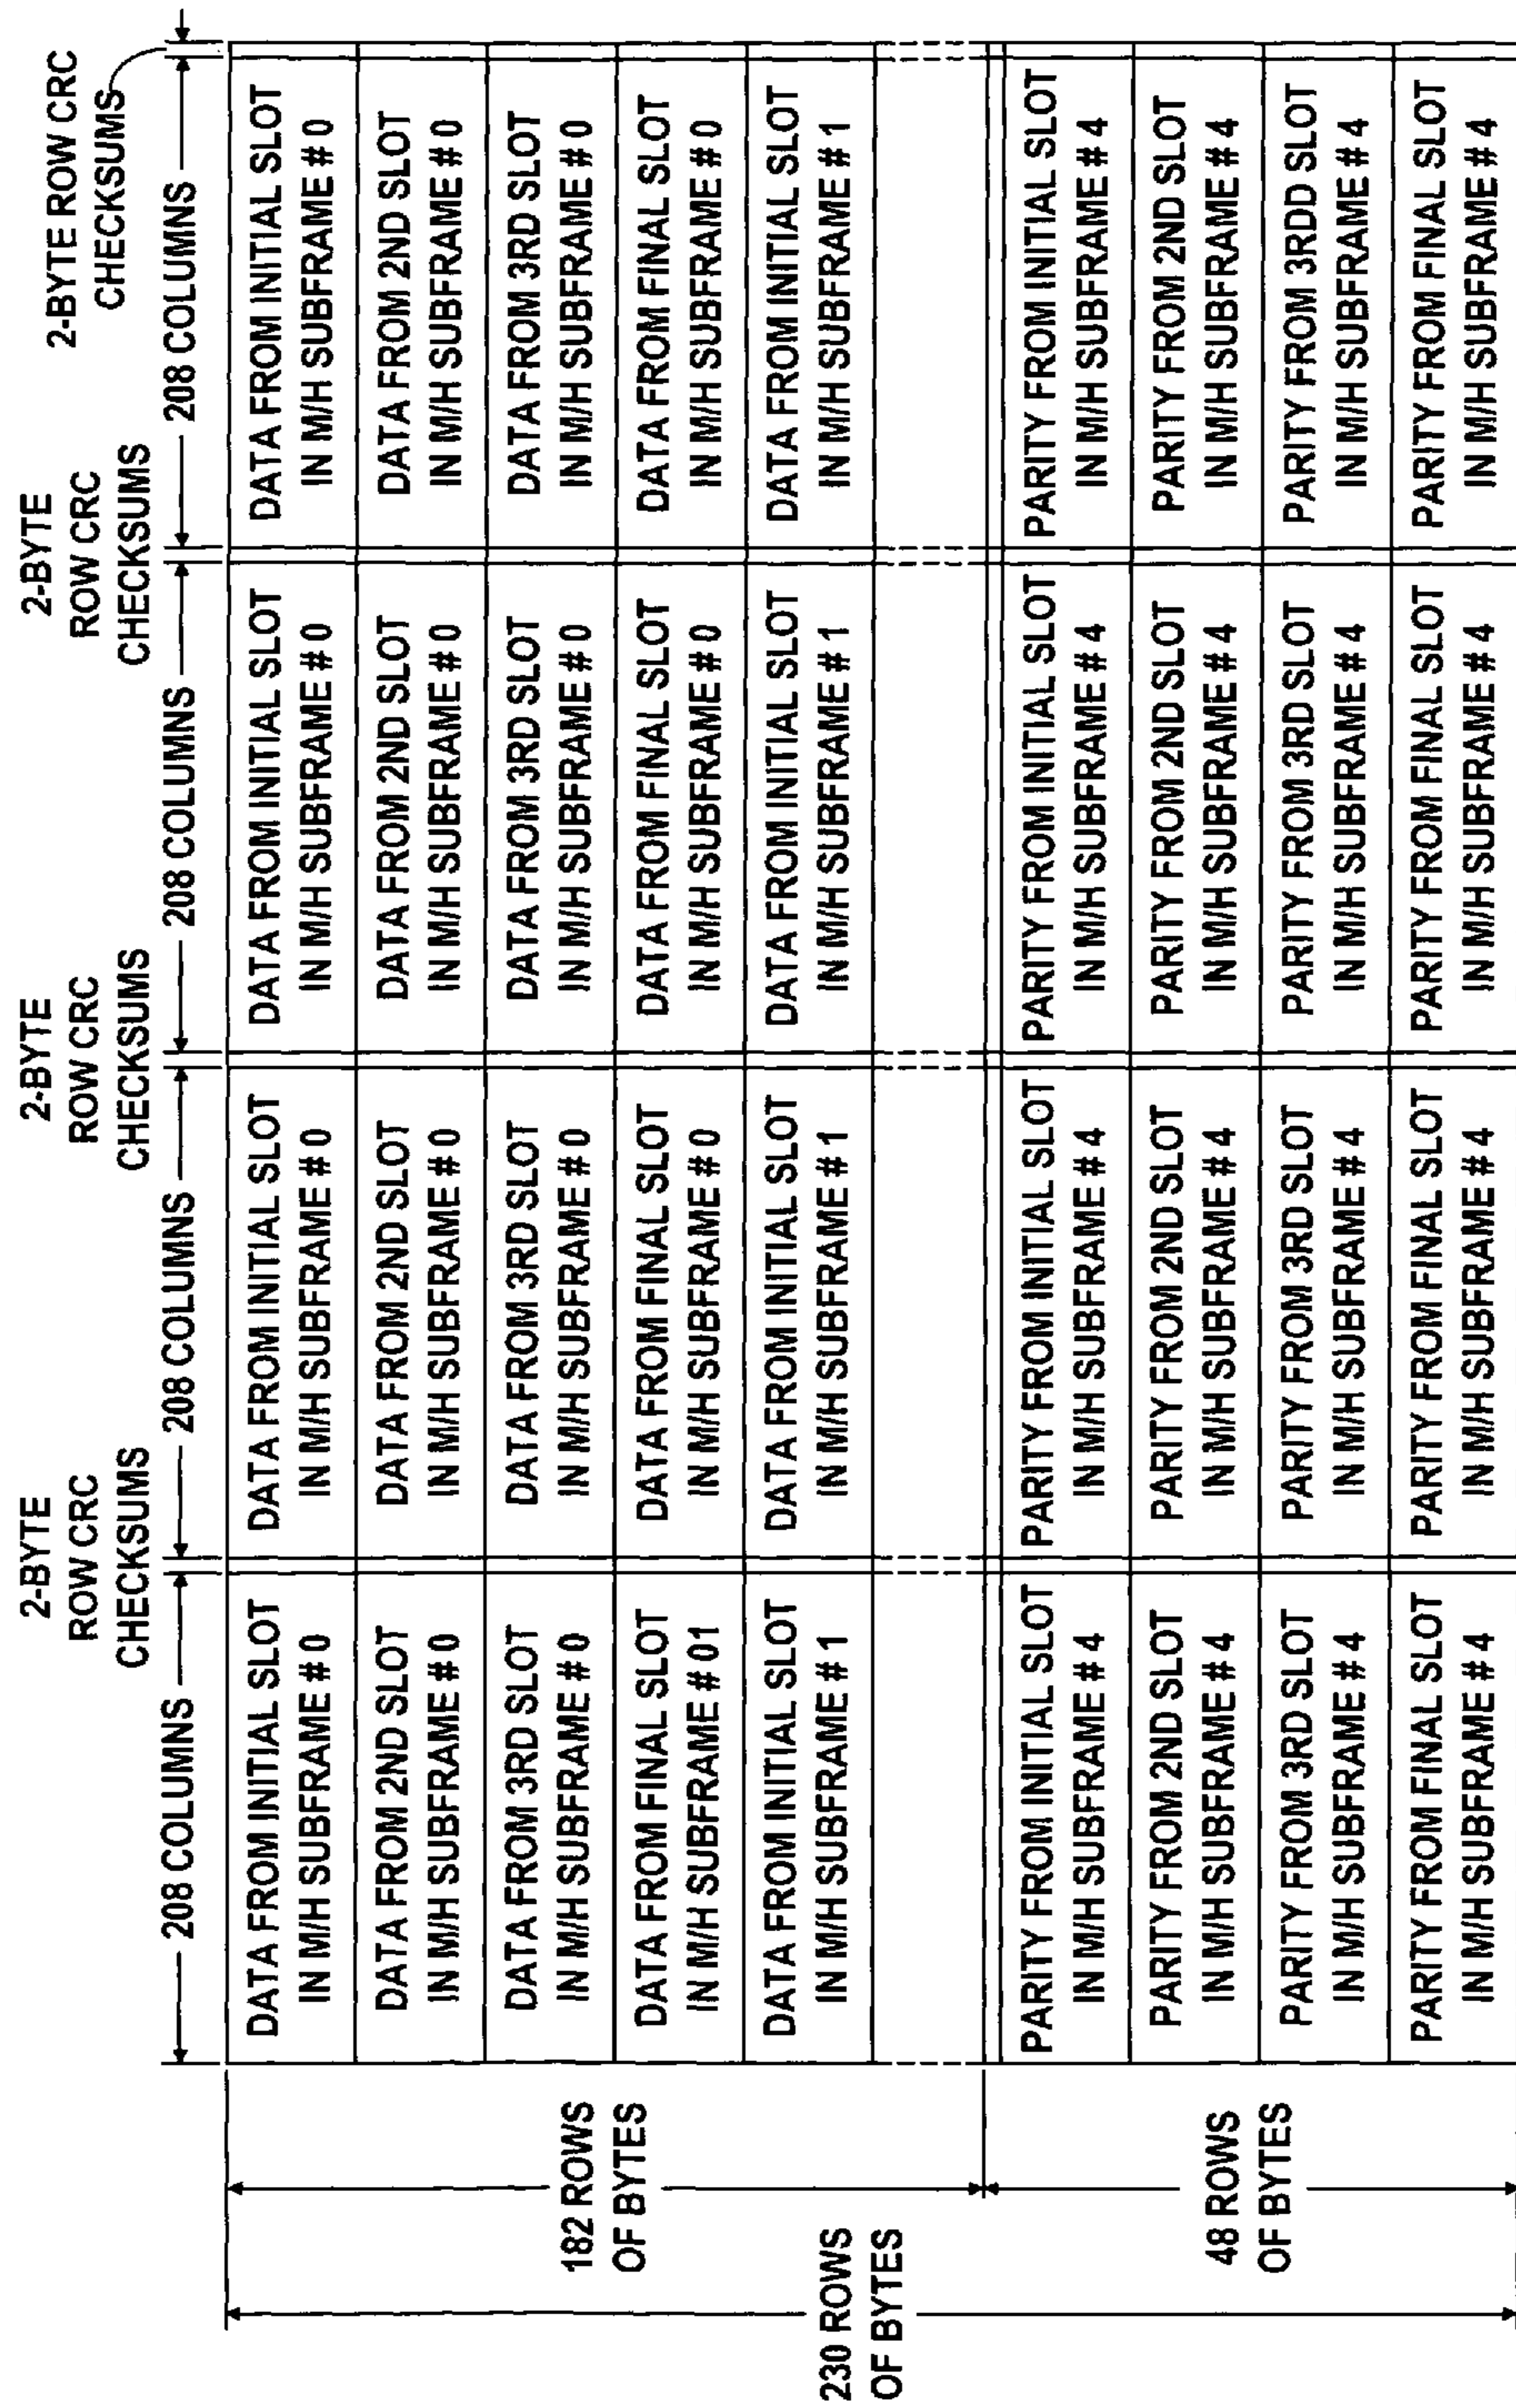 2-BYTE
ROW CRC
CHECKSUMS
2-BYTE
ROW CRC
CHECKSUMS
2-BYTE
ROW CRC
CHECKSUMS
2-BYTE ROW CRC
CHECKSUMS
208 COLUMNS
208 COLUMNS
208 COLUMNS
208 COLUMNS
DATA FROM INITIAL SLOT
IN M/H SUBFRAME # 0
DATA FROM INITIAL SLOT
IN M/H SUBFRAME # 0
DATA FROM INITIAL SLOT
IN M/H SUBFRAME # 0
DATA FROM INITIAL SLOT
IN M/H SUBFRAME # 0
DATA FROM 2ND SLOT
IN M/H SUBFRAME # 0
DATA FROM 2ND SLOT
IN M/H SUBFRAME # 0
DATA FROM 2ND SLOT
IN M/H SUBFRAME # 0
DATA FROM 2ND SLOT
IN M/H SUBFRAME # 0
DATA FROM 3RD SLOT
IN M/H SUBFRAME # 0
DATA FROM 3RD SLOT
IN M/H SUBFRAME # 0
DATA FROM 3RD SLOT
IN M/H SUBFRAME # 0
DATA FROM 3RD SLOT
IN M/H SUBFRAME # 0
DATA FROM FINAL SLOT
IN M/H SUBFRAME # 01
DATA FROM FINAL SLOT
IN M/H SUBFRAME # 0
DATA FROM FINAL SLOT
IN M/H SUBFRAME # 0
DATA FROM FINAL SLOT
IN M/H SUBFRAME # 0
DATA FROM INITIAL SLOT
IN M/H SUBFRAME # 1
DATA FROM INITIAL SLOT
IN M/H SUBFRAME # 1
DATA FROM INITIAL SLOT
IN M/H SUBFRAME # 1
DATA FROM INITIAL SLOT
IN M/H SUBFRAME # 1
182 ROWS
OF BYTES
230 ROWS
OF BYTES
PARITY FROM INITIAL SLOT
IN M/H SUBFRAME # 4
PARITY FROM INITIAL SLOT
IN M/H SUBFRAME # 4
PARITY FROM INITIAL SLOT
IN M/H SUBFRAME # 4
PARITY FROM INITIAL SLOT
IN M/H SUBFRAME # 4
PARITY FROM 2ND SLOT
IN M/H SUBFRAME # 4
PARITY FROM 2ND SLOT
IN M/H SUBFRAME # 4
PARITY FROM 2ND SLOT
IN M/H SUBFRAME # 4
PARITY FROM 2ND SLOT
IN M/H SUBFRAME # 4
48 ROWS
OF BYTES
PARITY FROM 3RD SLOT
IN M/H SUBFRAME # 4
PARITY FROM 3RD SLOT
IN M/H SUBFRAME # 4
PARITY FROM 3RD SLOT
IN M/H SUBFRAME # 4
PARITY FROM 3RDD SLOT
IN M/H SUBFRAME # 4
PARITY FROM FINAL SLOT
IN M/H SUBFRAME # 4
PARITY FROM FINAL SLOT
IN M/H SUBFRAME # 4
PARITY FROM FINAL SLOT
IN M/H SUBFRAME # 4
PARITY FROM FINAL SLOT
IN M/H SUBFRAME # 4